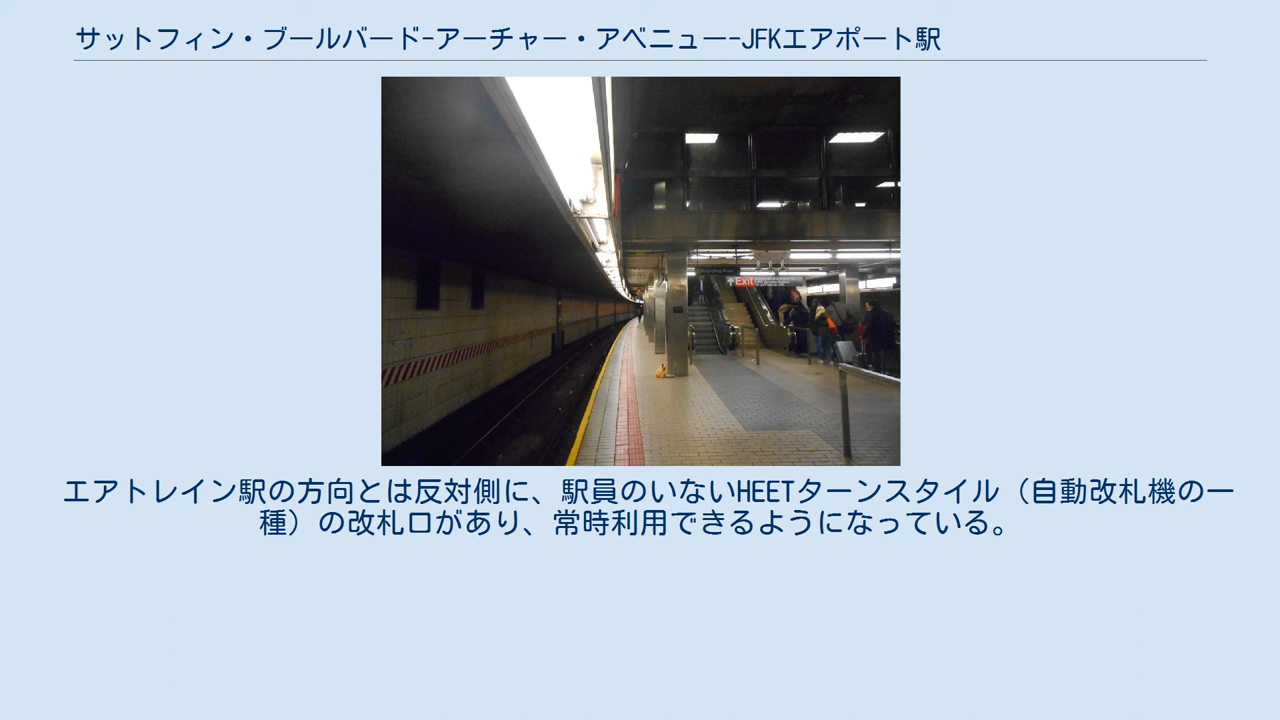 サットフィン・ブールバード-アーチャー・アベニュー-JFKエアポート駅
Exit
エアトレイン駅の方向とは反対側に、駅員のいないHEETターンスタイル（自動改札機の一
種）の改札口があり、常時利用できるようになっている。